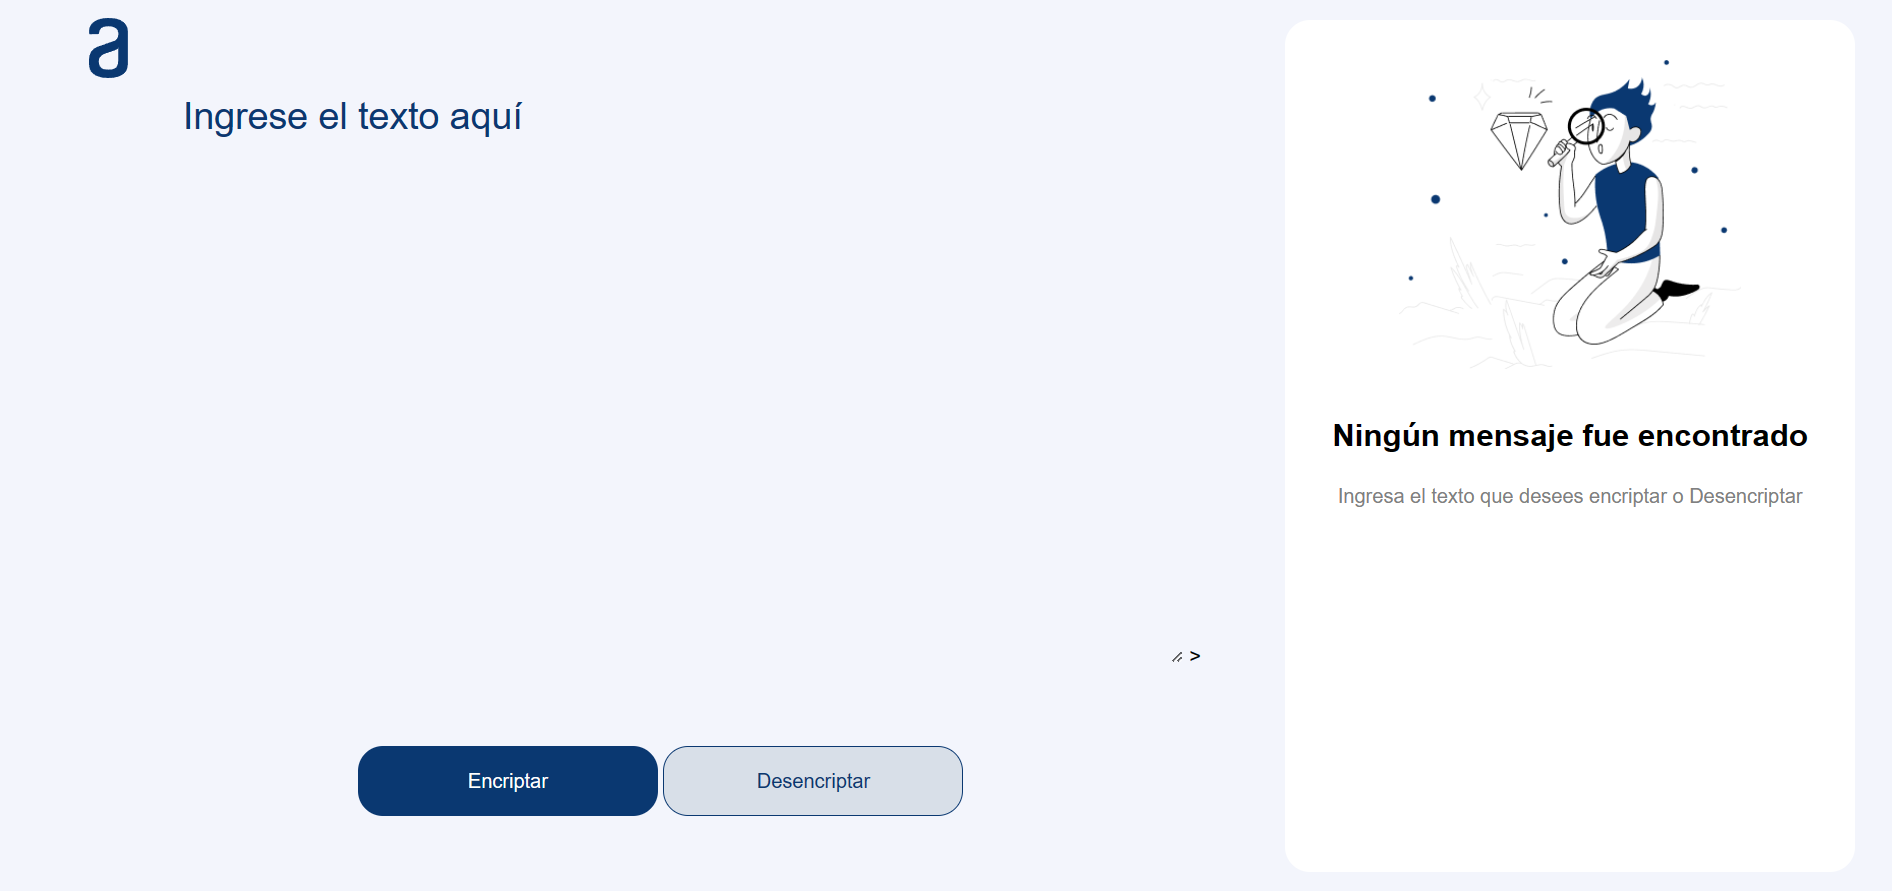 a
Ingrese el texto aquí
>
Encriptar
Desencriptar
Ningún mensaje fue encontrado
Ingresa el texto que desees encriptar o Desencriptar